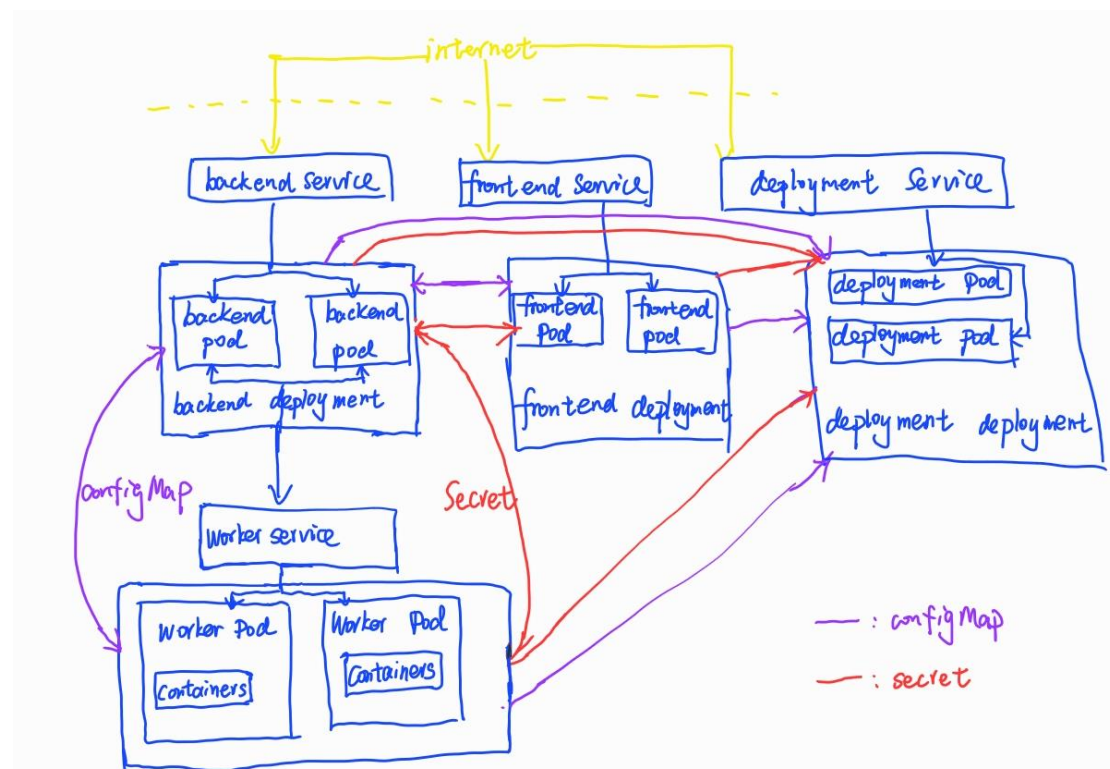 internet
backend service
frontend service
deployment service
backend
pod
backend
pod
backend deployment
frontend
pod
frontend
pod
frontend deployment
deployment pod
deployment pod
deployment deployment
configMap
Secret
Worker service
Worker Pod
Containers
Worker Pod
Containers
: configMap
: secret